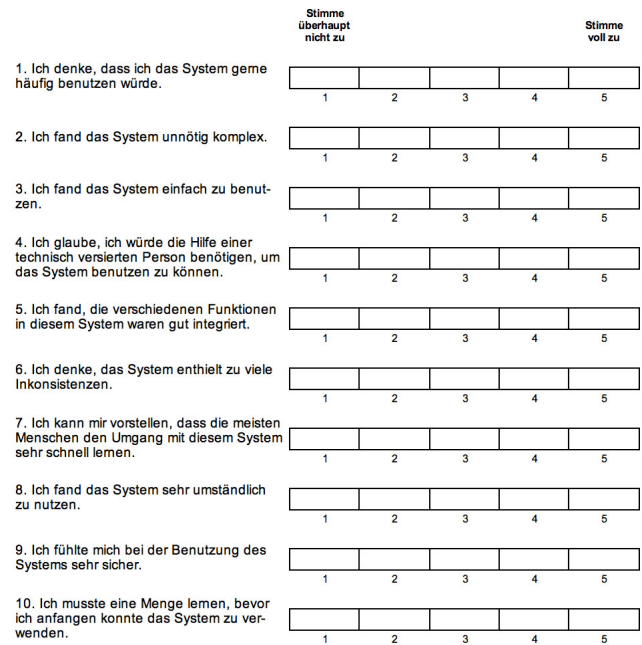 Stimme
überhaupt
nicht zu
Stimme
voll zu
1. Ich denke, dass ich das System gerne
häufig benutzen würde.
1 2 3 4 5
2. Ich fand das System unnötig komplex.
1 2 3 4 5
3. Ich fand das System einfach zu benut-
zen.
1 2 3 4 5
4. Ich glaube, ich würde die Hilfe einer
technisch versierten Person benötigen, um
das System benutzen zu können.
1 2 3 4 5
5. Ich fand, die verschiedenen Funktionen
in diesem System waren gut integriert.
1 2 3 4 5
6. Ich denke, das System enthielt zu viele
Inkonsistenzen.
1 2 3 4 5
7. Ich kann mir vorstellen, dass die meisten
Menschen den Umgang mit diesem System
sehr schnell lernen.
1 2 3 4 5
8. Ich fand das System sehr umständlich
zu nutzen.
1 2 3 4 5
9. Ich fühlte mich bei der Benutzung des
Systems sehr sicher.
1 2 3 4 5
10. Ich musste eine Menge lernen, bevor
ich anfangen konnte das System zu ver-
wenden.
1 2 3 4 5